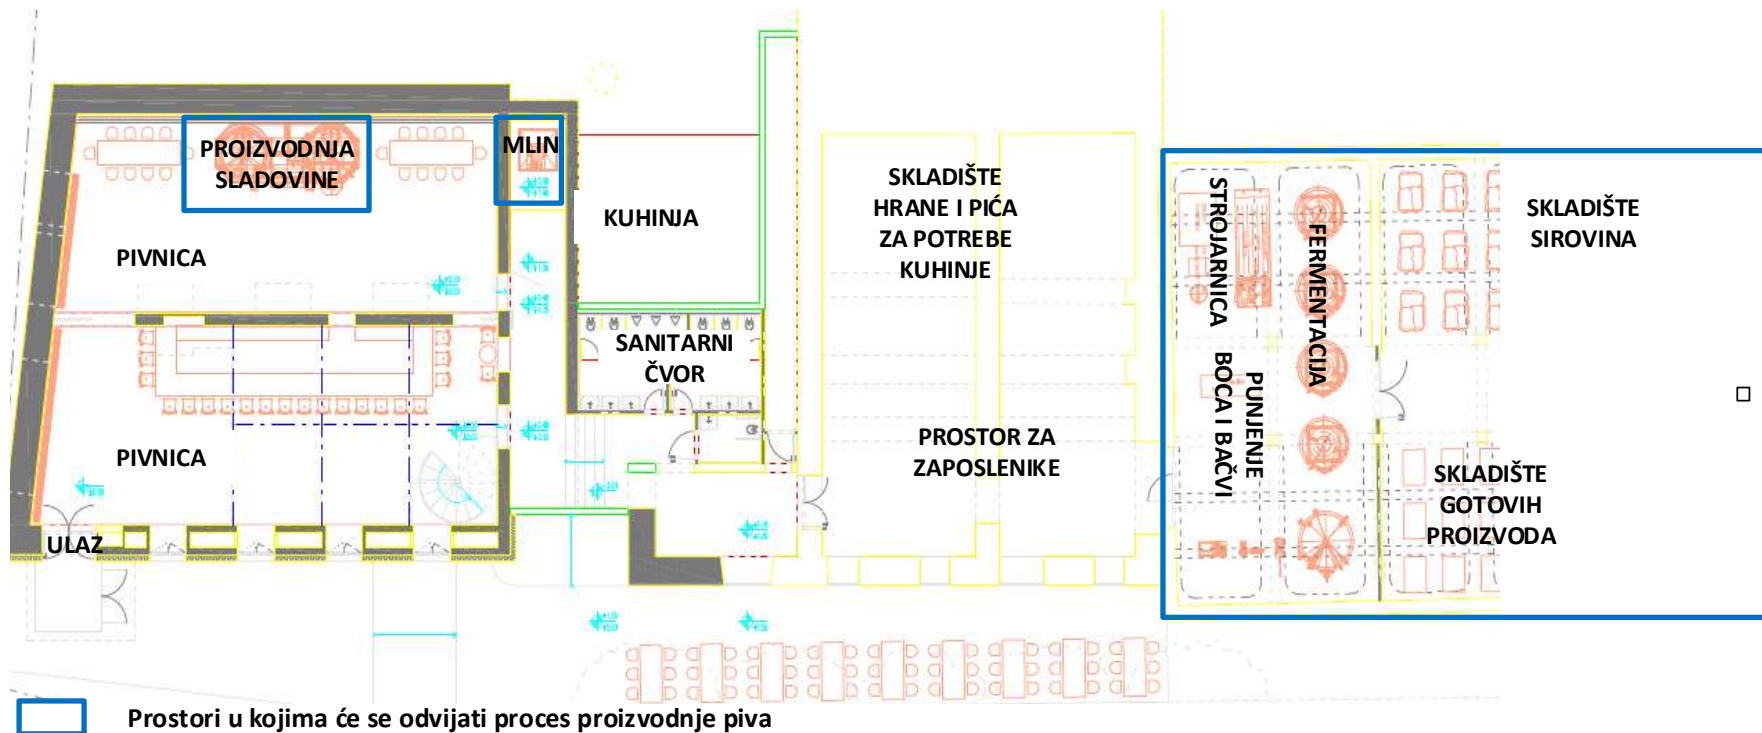 PROIZVODNJA
SLADOVINE
MLIN
KUHINJA
SKLADIŠTE
HRANE I PIĆA
ZA POTREBE
KUHINJE
STROJARNICA
FERMENTACIJA
SKLADIŠTE
SIROVINA
PIVNICA
SANITARNI
ČVOR
PIVNICA
PROSTOR ZA
ZAPOSLENIKE
PUNJENJE
BOCA I BAČVI
SKLADIŠTE
GOTOVIH
PROIZVODA
ULAZ
Prostori u kojima će se odvijati proces proizvodnje piva